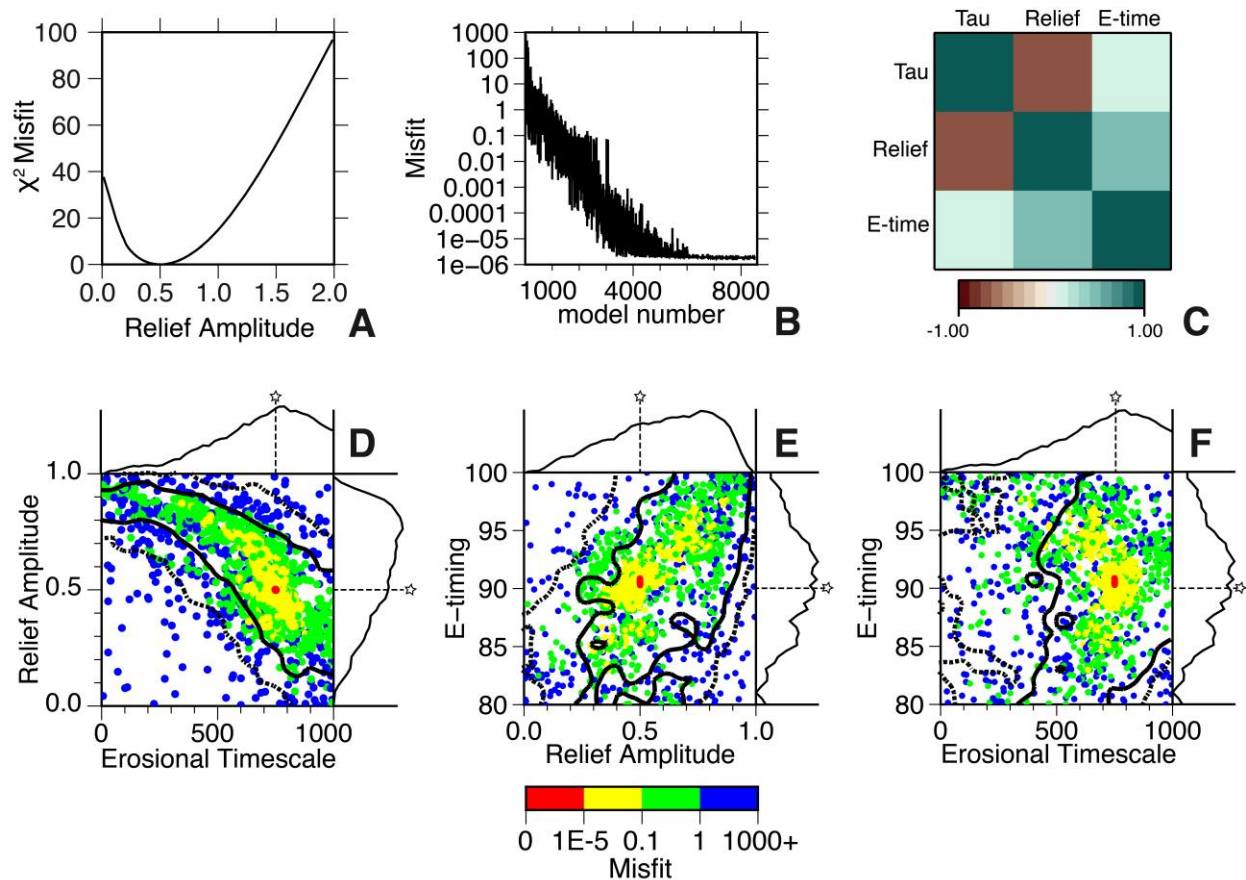 100
80
60
40
20
0
0.0 0.5 1.0 1.5 2.0
χ² Misfit
Relief Amplitude
A
1000
100
10
1
0.1
0.01
0.001
0.0001
1e-05
1e-06
1000 4000 8000
Misfit
model number
B
Tau Relief E-time
Tau
Relief
E-time
-1.00 1.00
C
D
1.0
0.5
0.0
0 500 1000
Relief Amplitude
Erosional Timescale
E
100
95
90
85
80
0.0 0.5 1.0
E-timing
Relief Amplitude
F
100
95
90
85
80
0 500 1000
E-timing
Erosional Timescale
0 1E-5 0.1 1 1000+
Misfit